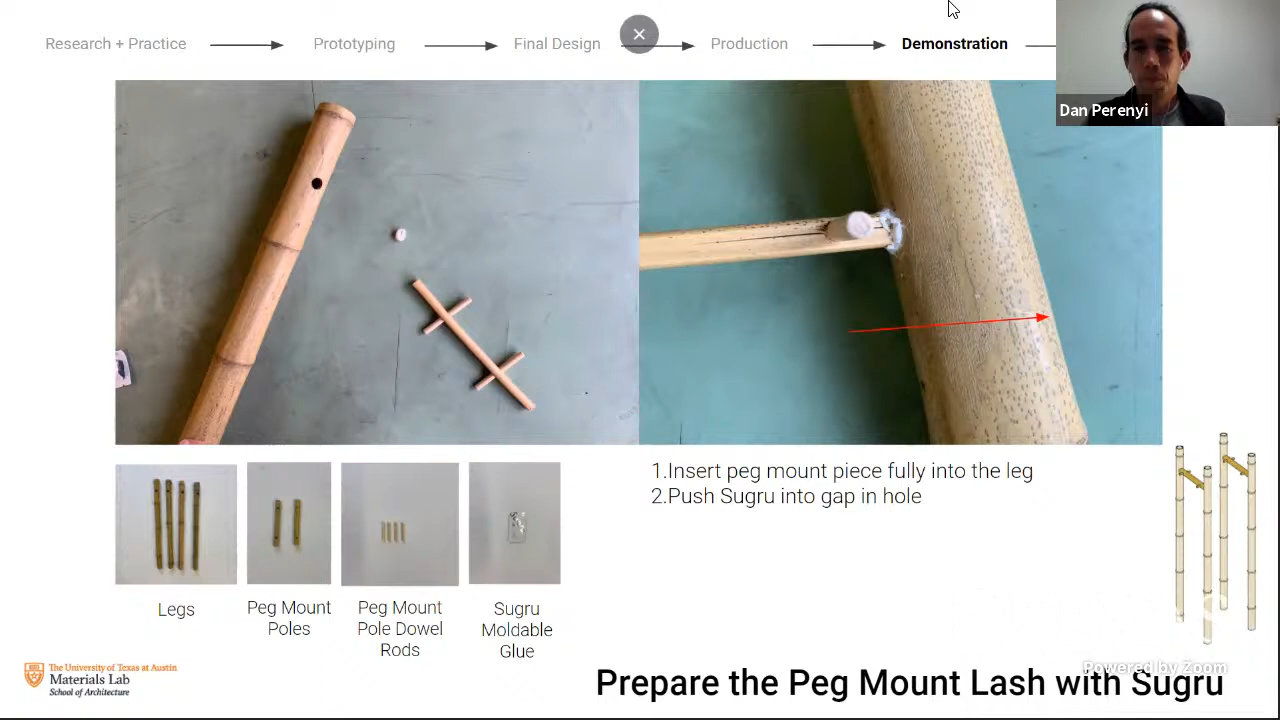 Research + Practice
Prototyping
Final Design
Production
Demonstration
Dan Perenyi
1.Insert peg mount piece fully into the leg
2.Push Sugru into gap in hole
Legs
Peg Mount
Poles
Peg Mount
Pole Dowel
Rods
Sugru
Moldable
Glue
The University of Texas at Austin
Materials Lab
School of Architecture
Powered by Zoom
Prepare the Peg Mount Lash with Sugru